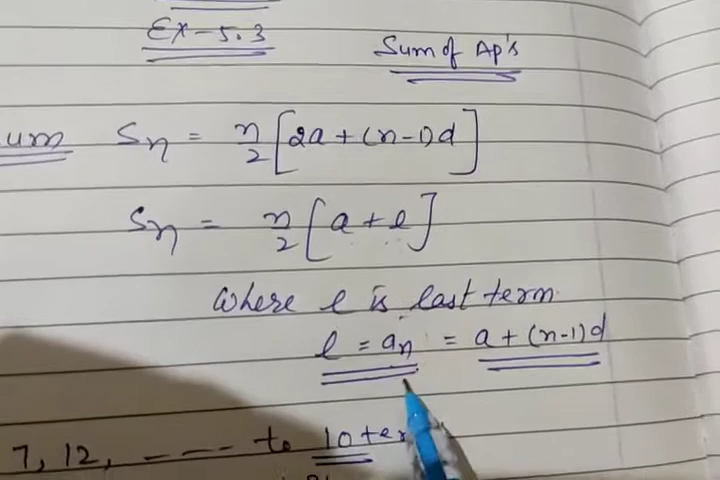 Ex-5.3
Sum of Ap's
Sn = n/2 [2a + (n-1)d]
Sn = n/2 [a + l]
Where l is last term
l = an = a + (n-1)d
7, 12, ---- to 10